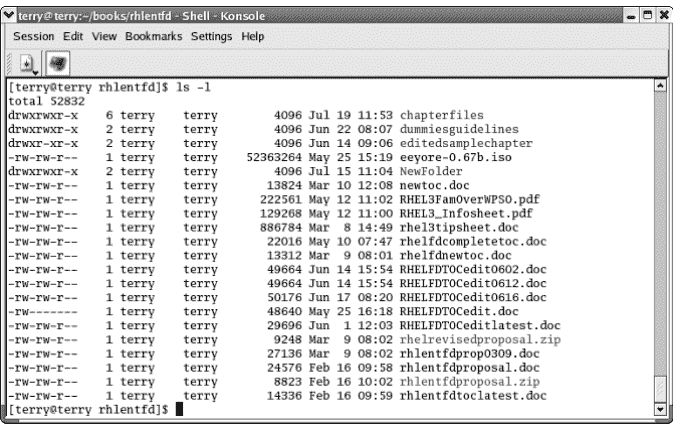 terry@terry:~/books/rhlentfd - Shell - Konsole
Session Edit View Bookmarks Settings Help
[terry@terry rhlentfd]$ ls -l
total 52832
drwxrwxr-x 6 terry terry 4096 Jul 19 11:53 chapterfiles
drwxrwxr-x 2 terry terry 4096 Jun 22 08:07 dummiesguidelines
drwxr-xr-x 2 terry terry 4096 Jun 14 09:06 editedsamplechapter
-rw-rw-r-- 1 terry terry 52363264 May 25 15:19 eeyore-0.67b.iso
drwxrwxr-x 2 terry terry 4096 Jul 15 11:04 NewFolder
-rw-rw-r-- 1 terry terry 13824 Mar 10 12:08 newtoc.doc
-rw-rw-r-- 1 terry terry 222561 May 12 11:02 RHEL3FamOverWPSO.pdf
-rw-rw-r-- 1 terry terry 129268 May 12 11:00 RHEL3_Infosheet.pdf
-rw-rw-r-- 1 terry terry 886784 Mar 8 14:49 rhel3tipsheet.doc
-rw-rw-r-- 1 terry terry 22016 May 10 07:47 rhelfdcompletetoc.doc
-rw-rw-r-- 1 terry terry 13312 Mar 9 08:01 rhelfdnewtoc.doc
-rw-rw-r-- 1 terry terry 49664 Jun 14 15:54 RHELFDTOCedit0602.doc
-rw-rw-r-- 1 terry terry 49664 Jun 14 15:54 RHELFDTOCedit0612.doc
-rw-rw-r-- 1 terry terry 50176 Jun 17 08:20 RHELFDTOCedit0616.doc
-rw------- 1 terry terry 48640 May 25 16:18 RHELFDTOCedit.doc
-rw-rw-r-- 1 terry terry 29696 Jun 1 12:03 RHELFDTOCeditlatest.doc
-rw-rw-r-- 1 terry terry 9248 Mar 9 08:02 rhelrevisedproposal.zip
-rw-rw-r-- 1 terry terry 27136 Mar 9 08:02 rhlentfdprop0309.doc
-rw-rw-r-- 1 terry terry 24576 Feb 16 09:58 rhlentfdproposal.doc
-rw-rw-r-- 1 terry terry 8823 Feb 16 10:02 rhlentfdproposal.zip
-rw-rw-r-- 1 terry terry 14336 Feb 16 09:59 rhlentfdtoclatest.doc
[terry@terry rhlentfd]$